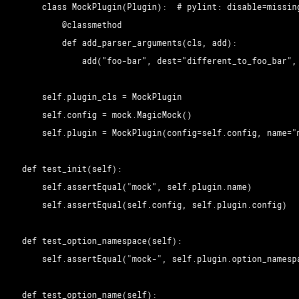 class MockPlugin(Plugin):  # pylint: disable=missing
@classmethod
def add_parser_arguments(cls, add):
add("foo-bar", dest="different_to_foo_bar",
self.plugin_cls = MockPlugin
self.config = mock.MagicMock()
self.plugin = MockPlugin(config=self.config, name="m
def test_init(self):
self.assertEqual("mock", self.plugin.name)
self.assertEqual(self.config, self.plugin.config)
def test_option_namespace(self):
self.assertEqual("mock-", self.plugin.option_namespa
def test_option_name(self):